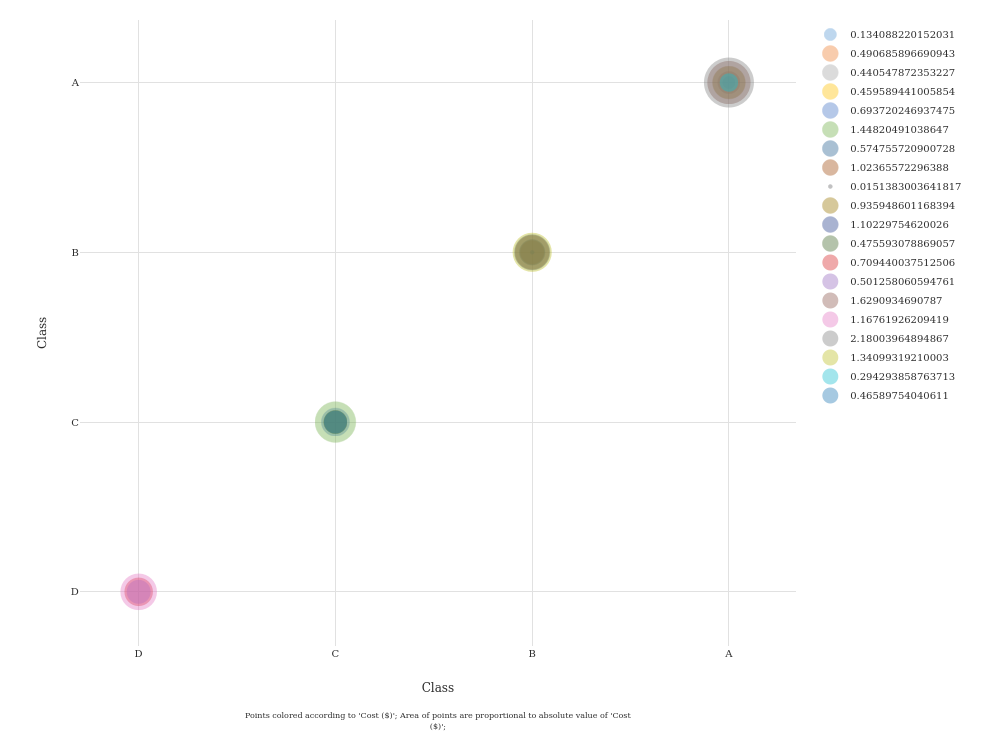 0.134088220152031
0.490685896690943
0.440547872353227
0.459589441005854
0.693720246937475
1.44820491038647
0.574755720900728
1.02365572296388
0.0151383003641817
0.935948601168394
1.10229754620026
0.475593078869057
0.709440037512506
0.501258060594761
1.6290934690787
1.16761926209419
2.18003964894867
1.34099319210003
0.294293858763713
0.46589754040611
A
B
C
D
Class
D C B A
Class
Points colored according to 'Cost ($)'; Area of points are proportional to absolute value of 'Cost
($)';